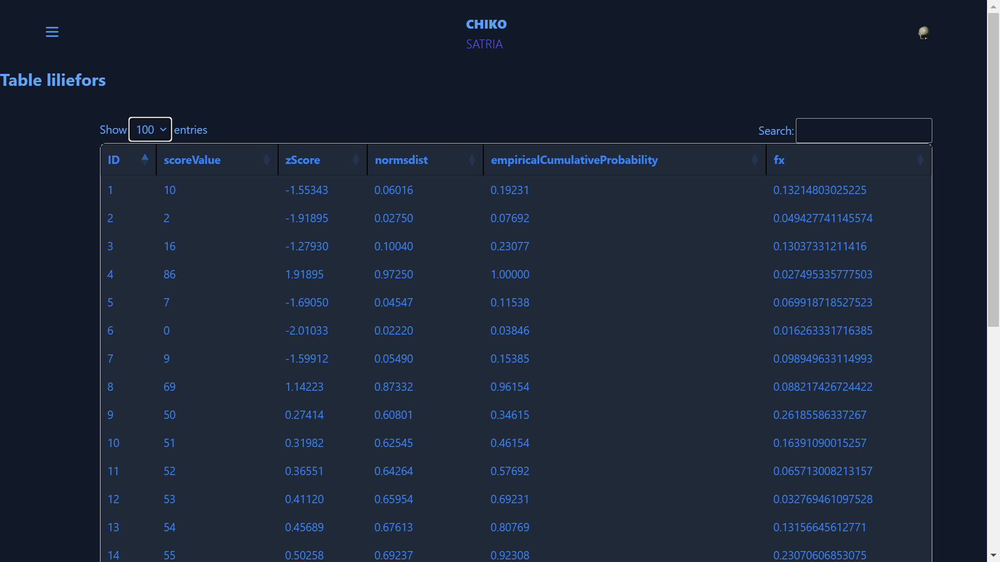 CHIKO
SATRIA
Table liliefors
Show 100 entries
Search:
ID scoreValue zScore normsdist empiricalCumulativeProbability fx
1 10 -1.55343 0.06016 0.19231 0.13214803025225
2 2 -1.91895 0.02750 0.07692 0.049427741145574
3 16 -1.27930 0.10040 0.23077 0.13037331211416
4 86 1.91895 0.97250 1.00000 0.027495335777503
5 7 -1.69050 0.04547 0.11538 0.069918718527523
6 0 -2.01033 0.02220 0.03846 0.016263331716385
7 9 -1.59912 0.05490 0.15385 0.098949633114993
8 69 1.14223 0.87332 0.96154 0.088217426724422
9 50 0.27414 0.60801 0.34615 0.26185586337267
10 51 0.31982 0.62545 0.46154 0.16391090015257
11 52 0.36551 0.64264 0.57692 0.065713008213157
12 53 0.41120 0.65954 0.69231 0.032769461097528
13 54 0.45689 0.67613 0.80769 0.13156645612771
14 55 0.50258 0.69237 0.92308 0.23070606853075